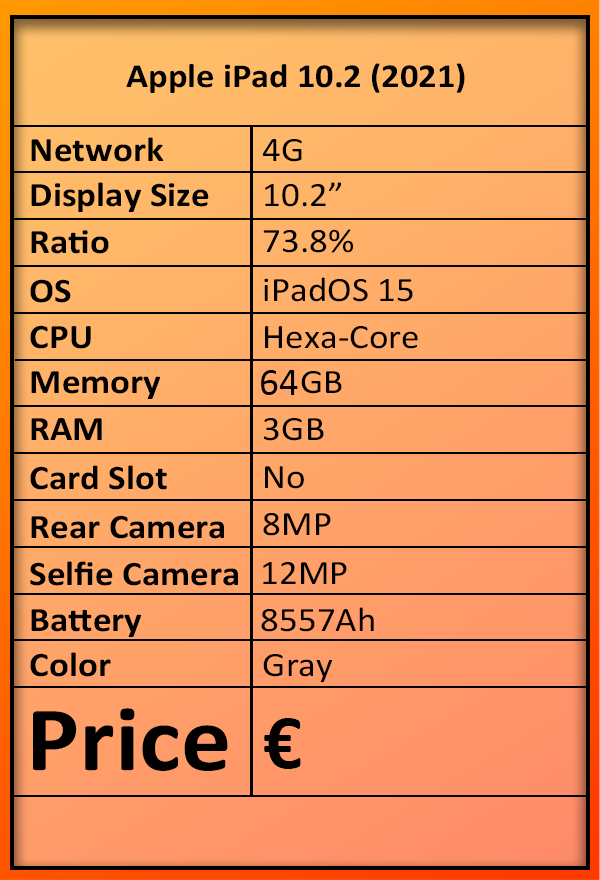 Apple iPad 10.2 (2021)
Network 4G
Display Size 10.2”
Ratio 73.8%
OS iPadOS 15
CPU Hexa-Core
Memory 64GB
RAM 3GB
Card Slot No
Rear Camera 8MP
Selfie Camera 12MP
Battery 8557Ah
Color Gray
Price €